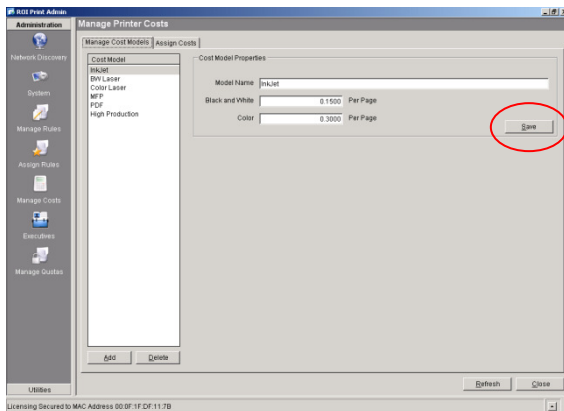 ROI Print Admin
Administration
Manage Printer Costs
Network Discovery
System
Manage Rules
Assign Rules
Manage Costs
Executives
Manage Quotas
Utilities
Manage Cost Models
Assign Costs
Cost Model
InkJet
BW Laser
Color Laser
MFP
PDF
High Production
Add
Delete
Cost Model Properties
Model Name InkJet
Black and White 0.1500 Per Page
Color 0.3000 Per Page
Save
Refresh
Close
Licensing Secured to MAC Address 00:0F:1F:DF:11:7B